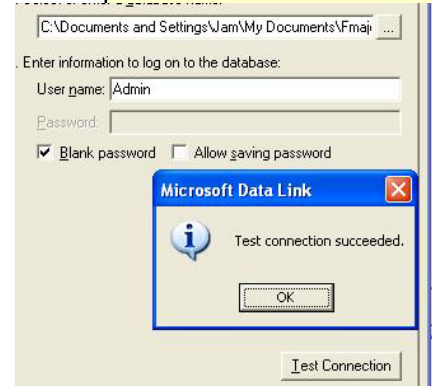 C:\Documents and Settings\Jam\My Documents\Fmaj
...
. Enter information to log on to the database:
User name: Admin
Password:
Blank password Allow saving password
Microsoft Data Link
Test connection succeeded.
OK
Test Connection